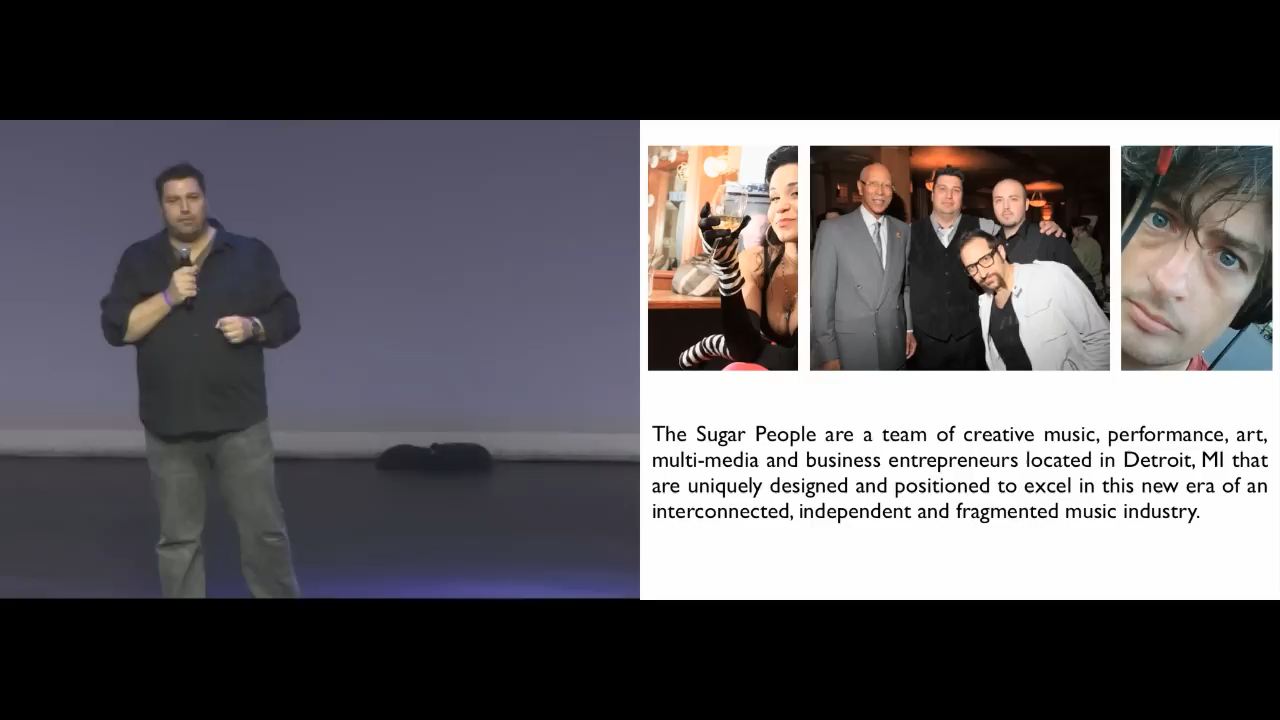 The Sugar People are a team of creative music, performance, art,
multi-media and business entrepreneurs located in Detroit, MI that
are uniquely designed and positioned to excel in this new era of an
interconnected, independent and fragmented music industry.